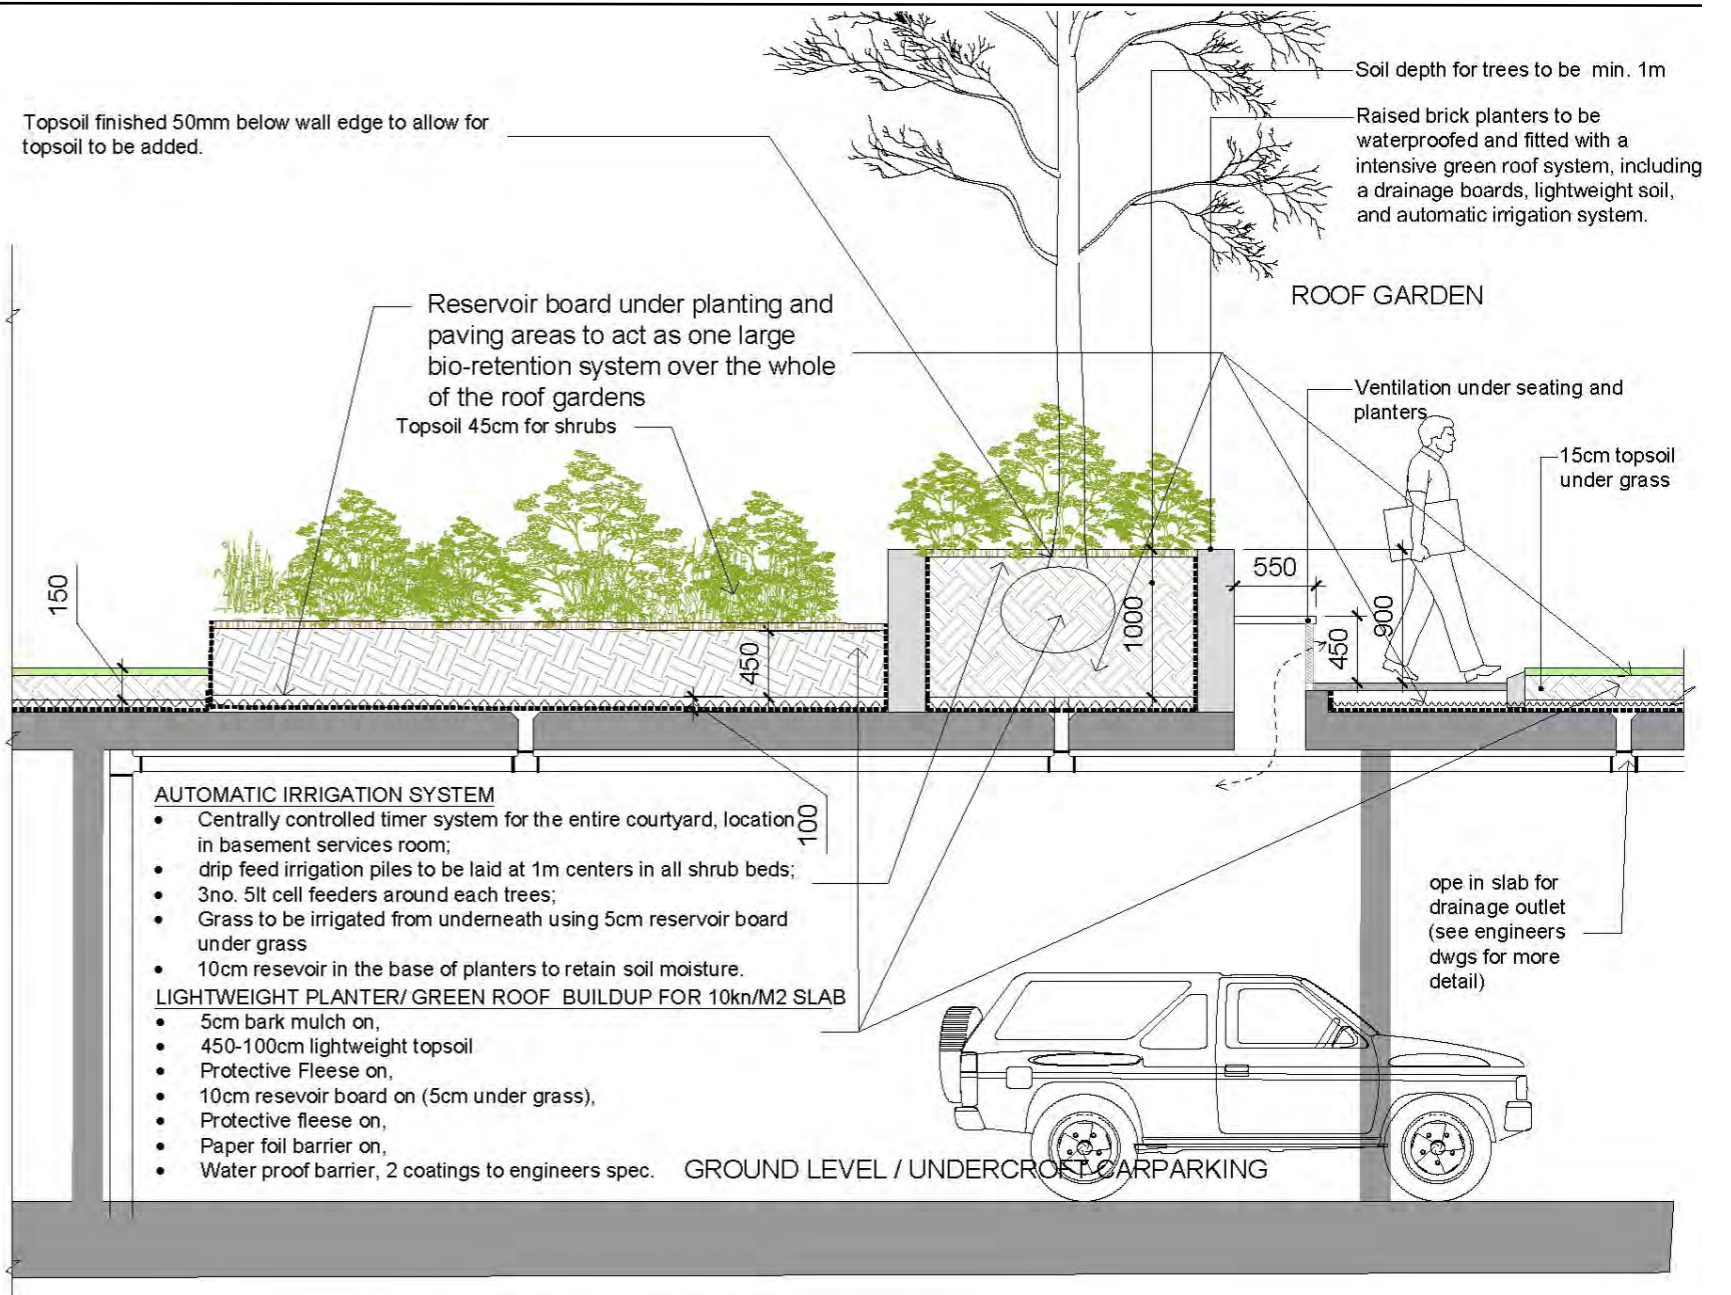 Topsoil finished 50mm below wall edge to allow for
topsoil to be added.
Soil depth for trees to be min. 1m
Raised brick planters to be
waterproofed and fitted with a
intensive green roof system, including
a drainage boards, lightweight soil,
and automatic irrigation system.
ROOF GARDEN
Reservoir board under planting and
paving areas to act as one large
bio-retention system over the whole
of the roof gardens
Topsoil 45cm for shrubs
Ventilation under seating and
planters
15cm topsoil
under grass
150
450
1000
550
450
900
100
AUTOMATIC IRRIGATION SYSTEM
• Centrally controlled timer system for the entire courtyard, location
in basement services room;
• drip feed irrigation piles to be laid at 1m centers in all shrub beds;
• 3no. 5lt cell feeders around each trees;
• Grass to be irrigated from underneath using 5cm reservoir board
under grass
• 10cm resevoir in the base of planters to retain soil moisture.
LIGHTWEIGHT PLANTER/ GREEN ROOF BUILDUP FOR 10kn/M2 SLAB
• 5cm bark mulch on,
• 450-100cm lightweight topsoil
• Protective Fleese on,
• 10cm resevoir board on (5cm under grass),
• Protective fleese on,
• Paper foil barrier on,
• Water proof barrier, 2 coatings to engineers spec.
ope in slab for
drainage outlet
(see engineers
dwgs for more
detail)
GROUND LEVEL / UNDERCROFT CARPARKING